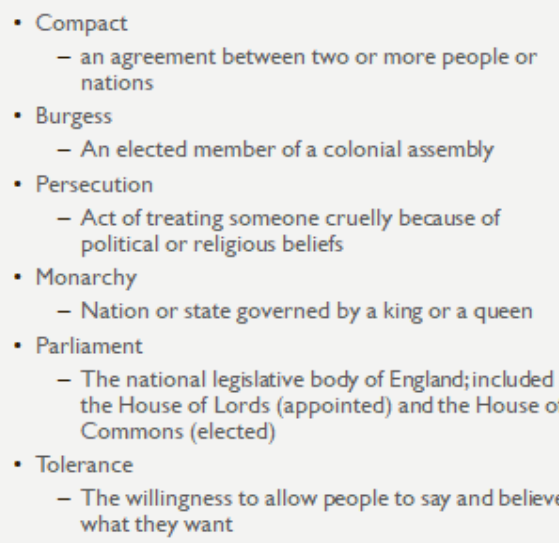 • Compact
– an agreement between two or more people or
nations
• Burgess
– An elected member of a colonial assembly
• Persecution
– Act of treating someone cruelly because of
political or religious beliefs
• Monarchy
– Nation or state governed by a king or a queen
• Parliament
– The national legislative body of England; included
the House of Lords (appointed) and the House of
Commons (elected)
• Tolerance
– The willingness to allow people to say and believe
what they want